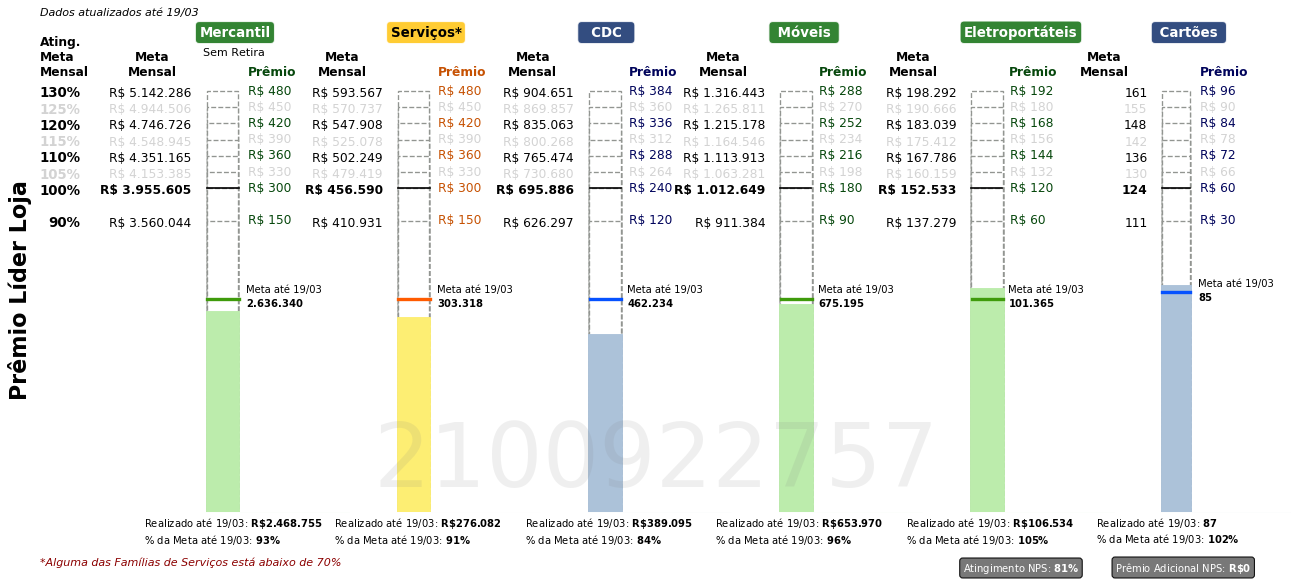 Dados atualizados até 19/03
Mercantil Serviços* CDC Móveis Eletroportáteis Cartões
Sem Retira
Ating. Meta Mensal
Meta Mensal Prêmio Meta Mensal Prêmio Meta Mensal Prêmio Meta Mensal Prêmio Meta Mensal Prêmio Meta Mensal Prêmio
130% R$ 5.142.286 R$ 480 R$ 593.567 R$ 480 R$ 904.651 R$ 384 R$ 1.316.443 R$ 288 R$ 198.292 R$ 192 161 R$ 96
125% R$ 4.944.506 R$ 450 R$ 570.737 R$ 450 R$ 869.857 R$ 360 R$ 1.265.811 R$ 270 R$ 190.666 R$ 180 155 R$ 90
120% R$ 4.746.726 R$ 420 R$ 547.908 R$ 420 R$ 835.063 R$ 336 R$ 1.215.178 R$ 252 R$ 183.039 R$ 168 148 R$ 84
115% R$ 4.548.945 R$ 390 R$ 525.078 R$ 390 R$ 800.268 R$ 312 R$ 1.164.546 R$ 234 R$ 175.412 R$ 156 142 R$ 78
110% R$ 4.351.165 R$ 360 R$ 502.249 R$ 360 R$ 765.474 R$ 288 R$ 1.113.913 R$ 216 R$ 167.786 R$ 144 136 R$ 72
105% R$ 4.153.385 R$ 330 R$ 479.419 R$ 330 R$ 730.680 R$ 264 R$ 1.063.281 R$ 198 R$ 160.159 R$ 132 130 R$ 66
100% R$ 3.955.605 R$ 300 R$ 456.590 R$ 300 R$ 695.886 R$ 240 R$ 1.012.649 R$ 180 R$ 152.533 R$ 120 124 R$ 60
90% R$ 3.560.044 R$ 150 R$ 410.931 R$ 150 R$ 626.297 R$ 120 R$ 911.384 R$ 90 R$ 137.279 R$ 60 111 R$ 30
Prêmio Líder Loja
Meta até 19/03 Meta até 19/03 Meta até 19/03 Meta até 19/03 Meta até 19/03 Meta até 19/03
2.636.340 303.318 462.234 675.195 101.365 85
2100922757
Realizado até 19/03: R$2.468.755 Realizado até 19/03: R$276.082 Realizado até 19/03: R$389.095 Realizado até 19/03: R$653.970 Realizado até 19/03: R$106.534 Realizado até 19/03: 87
% da Meta até 19/03: 93% % da Meta até 19/03: 91% % da Meta até 19/03: 84% % da Meta até 19/03: 96% % da Meta até 19/03: 105% % da Meta até 19/03: 102%
*Alguma das Famílias de Serviços está abaixo de 70%
Atingimento NPS: 81% Prêmio Adicional NPS: R$0